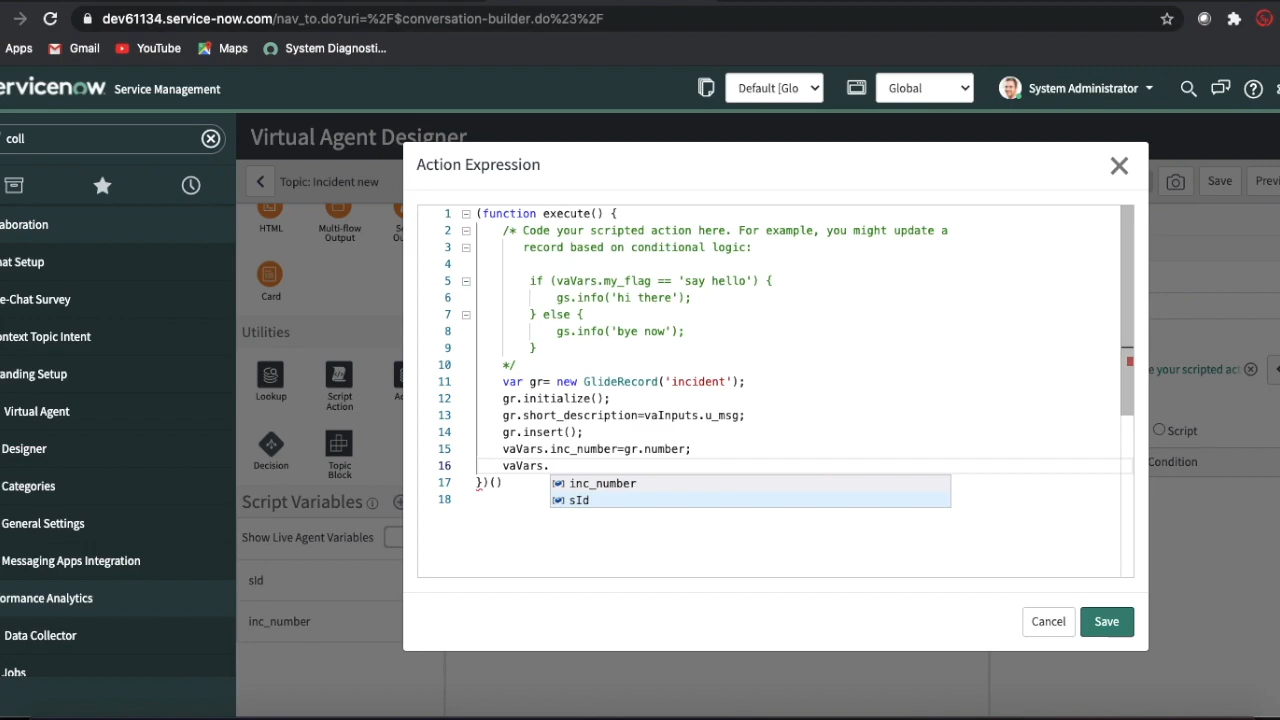 dev61134.service-now.com/nav_to.do?uri=%2F$conversation-builder.do%23%2F
Apps Gmail YouTube Maps System Diagnosti...
ervicenow Service Management Default [Glo Global System Administrator
coll
Virtual Agent Designer
Topic: Incident new Save Previ
aboration
hat Setup
e-Chat Survey
ontext Topic Intent
anding Setup
Virtual Agent
Designer
Categories
General Settings
Messaging Apps Integration
ormance Analytics
Data Collector
Jobs
HTML
Multi-flow
Output
Card
Utilities
Lookup
Script
Action
Decision
Topic
Block
Script Variables
Show Live Agent Variables
sId
inc_number
Action Expression
1 (function execute() {
2 /* Code your scripted action here. For example, you might update a
3 record based on conditional logic:
4
5 if (vaVars.my_flag == 'say hello') {
6 gs.info('hi there');
7 } else {
8 gs.info('bye now');
9 }
10 */
11 var gr= new GlideRecord('incident');
12 gr.initialize();
13 gr.short_description=vaInputs.u_msg;
14 gr.insert();
15 vaVars.inc_number=gr.number;
16 vaVars.
17 })()
18
inc_number
sId
Cancel Save
e your scripted act
Script
Condition